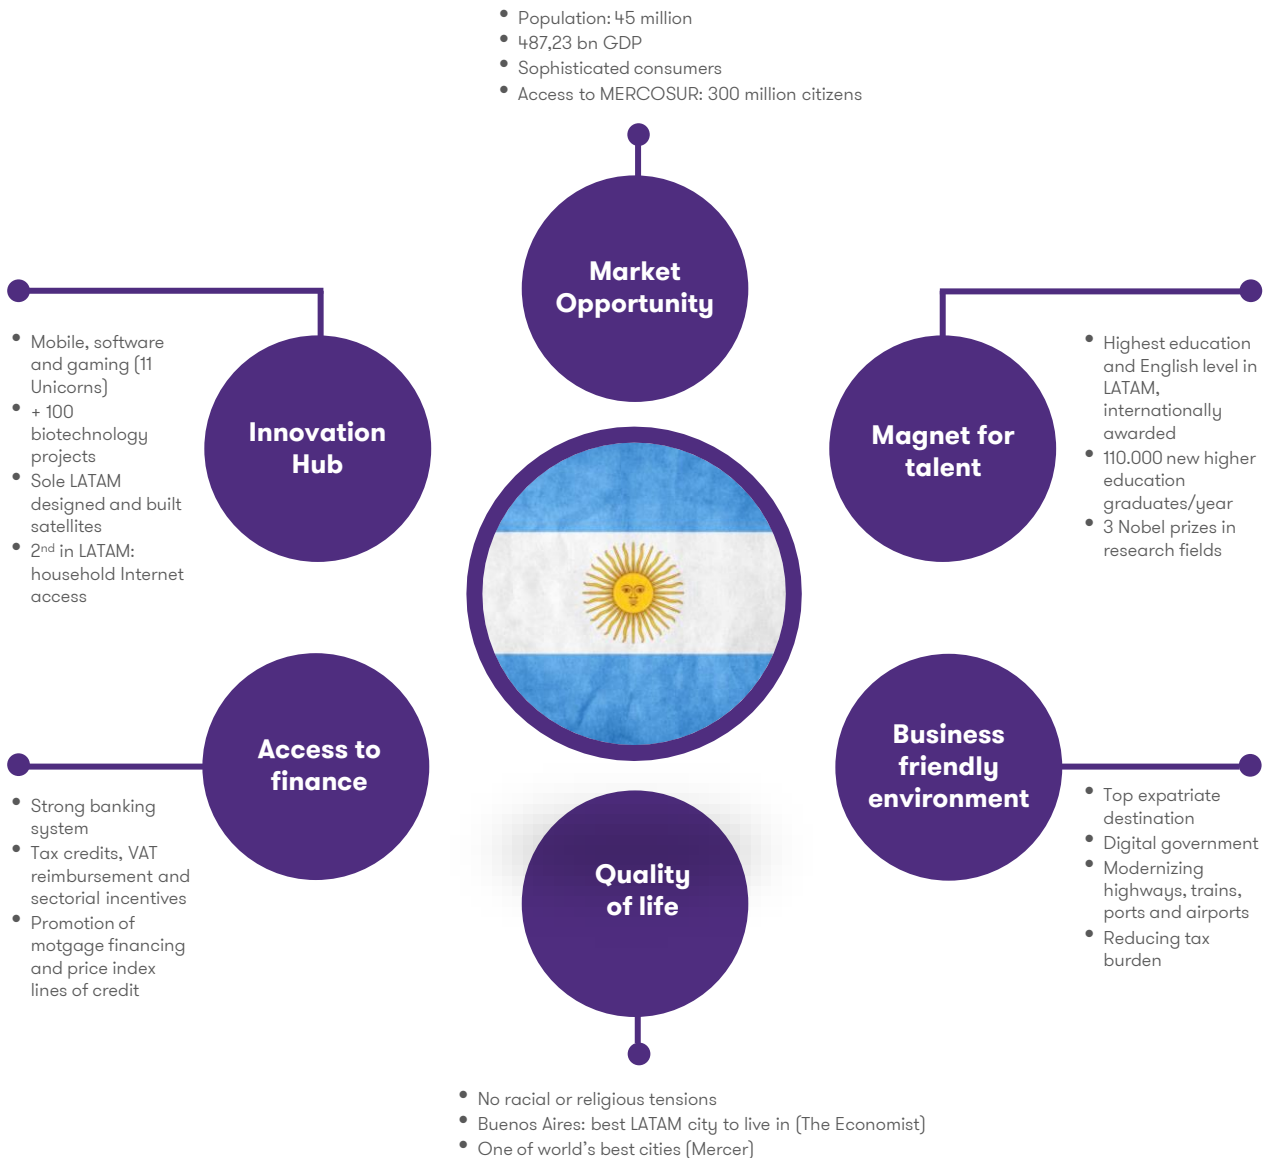 • Population: 45 million
• 487,23 bn GDP
• Sophisticated consumers
• Access to MERCOSUR: 300 million citizens
Market
Opportunity
• Mobile, software
and gaming (11
Unicorns)
• + 100
biotechnology
projects
• Sole LATAM
designed and built
satellites
• 2nd in LATAM:
household Internet
access
Innovation
Hub
Magnet for
talent
• Highest education
and English level in
LATAM,
internationally
awarded
• 110.000 new higher
education
graduates/year
• 3 Nobel prizes in
research fields
Access to
finance
• Strong banking
system
• Tax credits, VAT
reimbursement and
sectorial incentives
• Promotion of
motgage financing
and price index
lines of credit
Business
friendly
environment
• Top expatriate
destination
• Digital government
• Modernizing
highways, trains,
ports and airports
• Reducing tax
burden
Quality
of life
• No racial or religious tensions
• Buenos Aires: best LATAM city to live in (The Economist)
• One of world's best cities (Mercer)